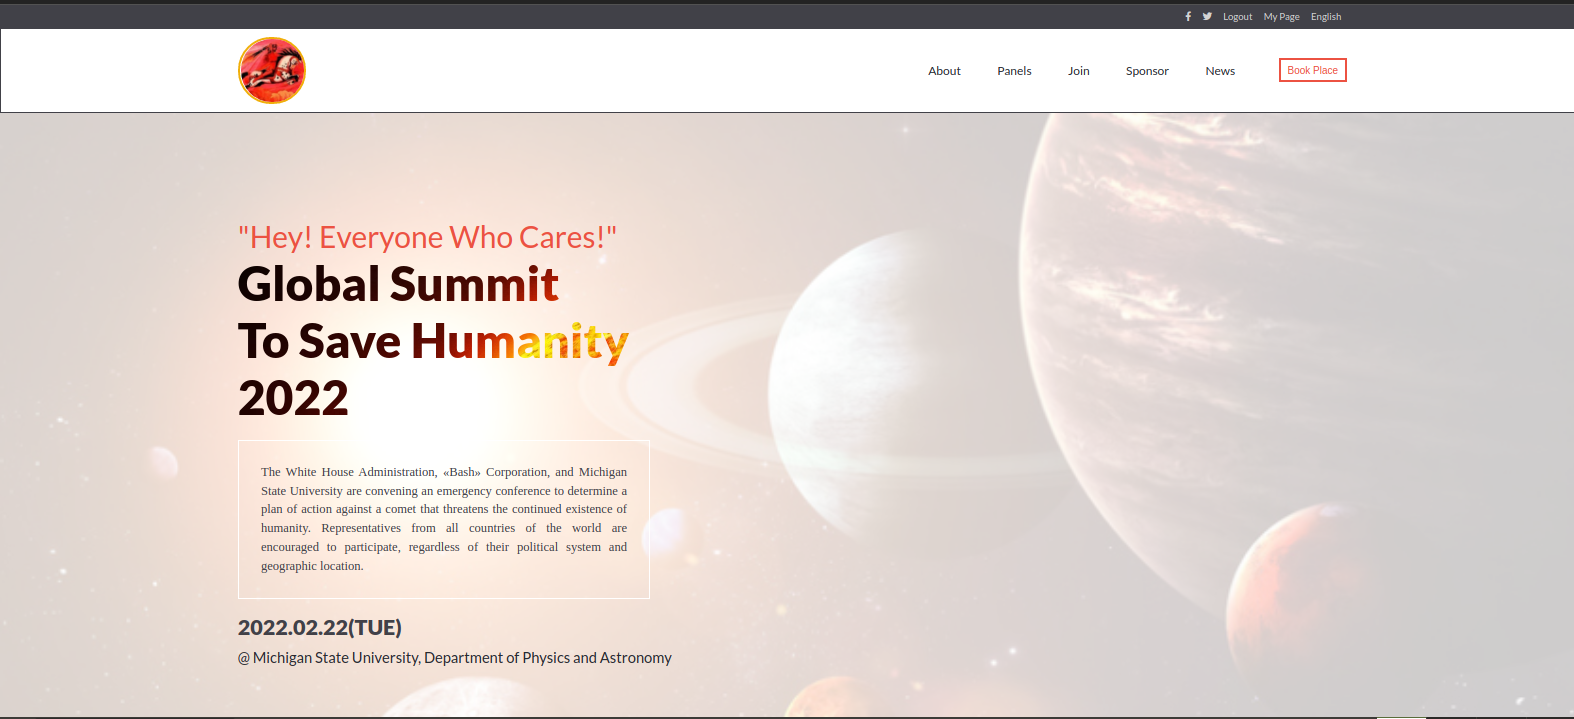 Logout My Page English
About Panels Join Sponsor News Book Place
"Hey! Everyone Who Cares!"
Global Summit
To Save Humanity
2022
The White House Administration, «Bash» Corporation, and Michigan
State University are convening an emergency conference to determine a
plan of action against a comet that threatens the continued existence of
humanity. Representatives from all countries of the world are
encouraged to participate, regardless of their political system and
geographic location.
2022.02.22(TUE)
@ Michigan State University, Department of Physics and Astronomy